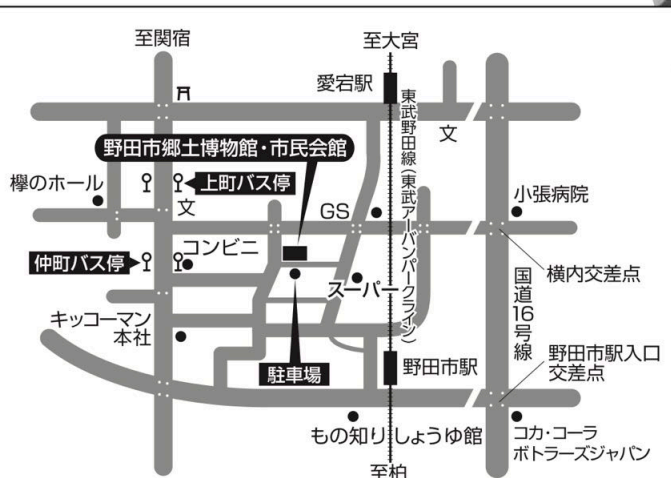 至関宿
至大宮
愛宕駅
東武野田線(東武アーバンパークライン)
文
野田市郷土博物館・市民会館
欅のホール
上町バス停
文
GS
小張病院
仲町バス停
コンビニ
スーパー
横内交差点
国道16号線
キッコーマン
本社
駐車場
野田市駅
野田市駅入口
交差点
もの知りしょうゆ館
コカ・コーラ
ボトラーズジャパン
至柏